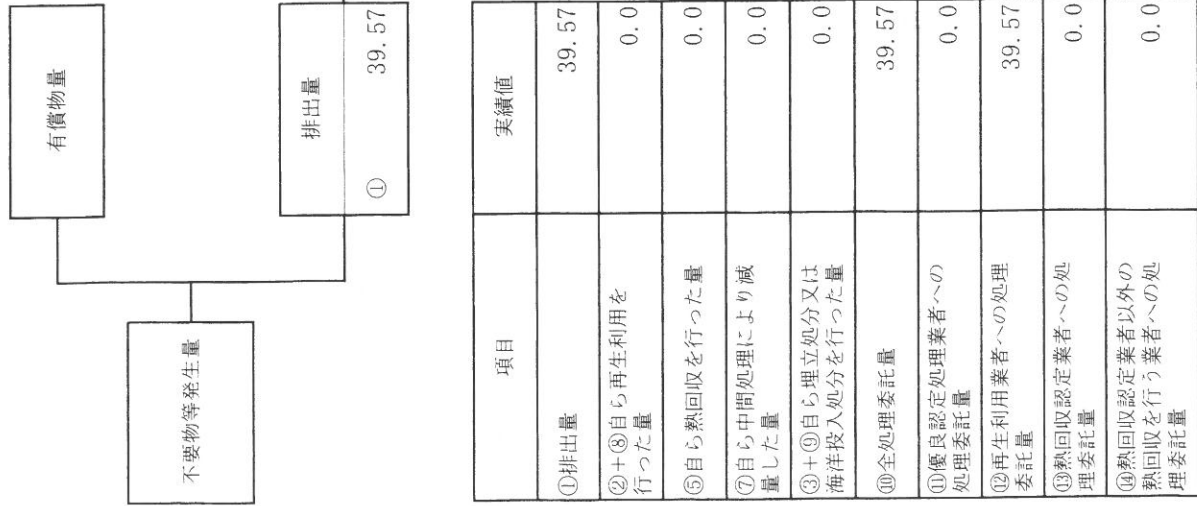 不要物等発生量
有償物量
排出量
① 39.57
項目
実績値
①排出量
39.57
②+⑧自ら再生利用を
行った量
0.0
⑤自ら熱回収を行った量
0.0
⑦自ら中間処理により減
量した量
0.0
③+⑨自ら埋立処分又は
海洋投入処分を行った量
0.0
⑩全処理委託量
39.57
⑪優良認定処理業者への
処理委託量
0.0
⑫再生利用業者への処理
委託量
39.57
⑬熱回収認定業者への処
理委託量
0.0
⑭熱回収認定業者以外の
熱回収を行う業者への処
理委託量
0.0